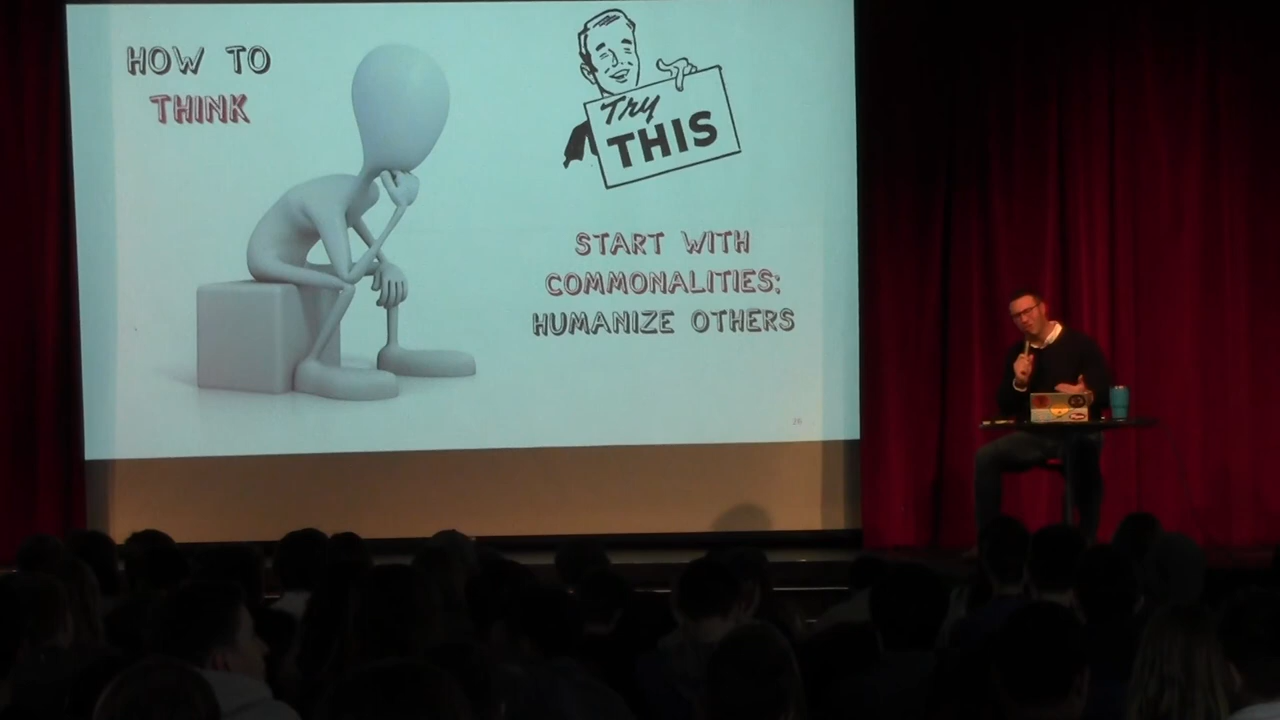 HOW TO
THINK
Try
THIS
START WITH
COMMONALITIES;
HUMANIZE OTHERS